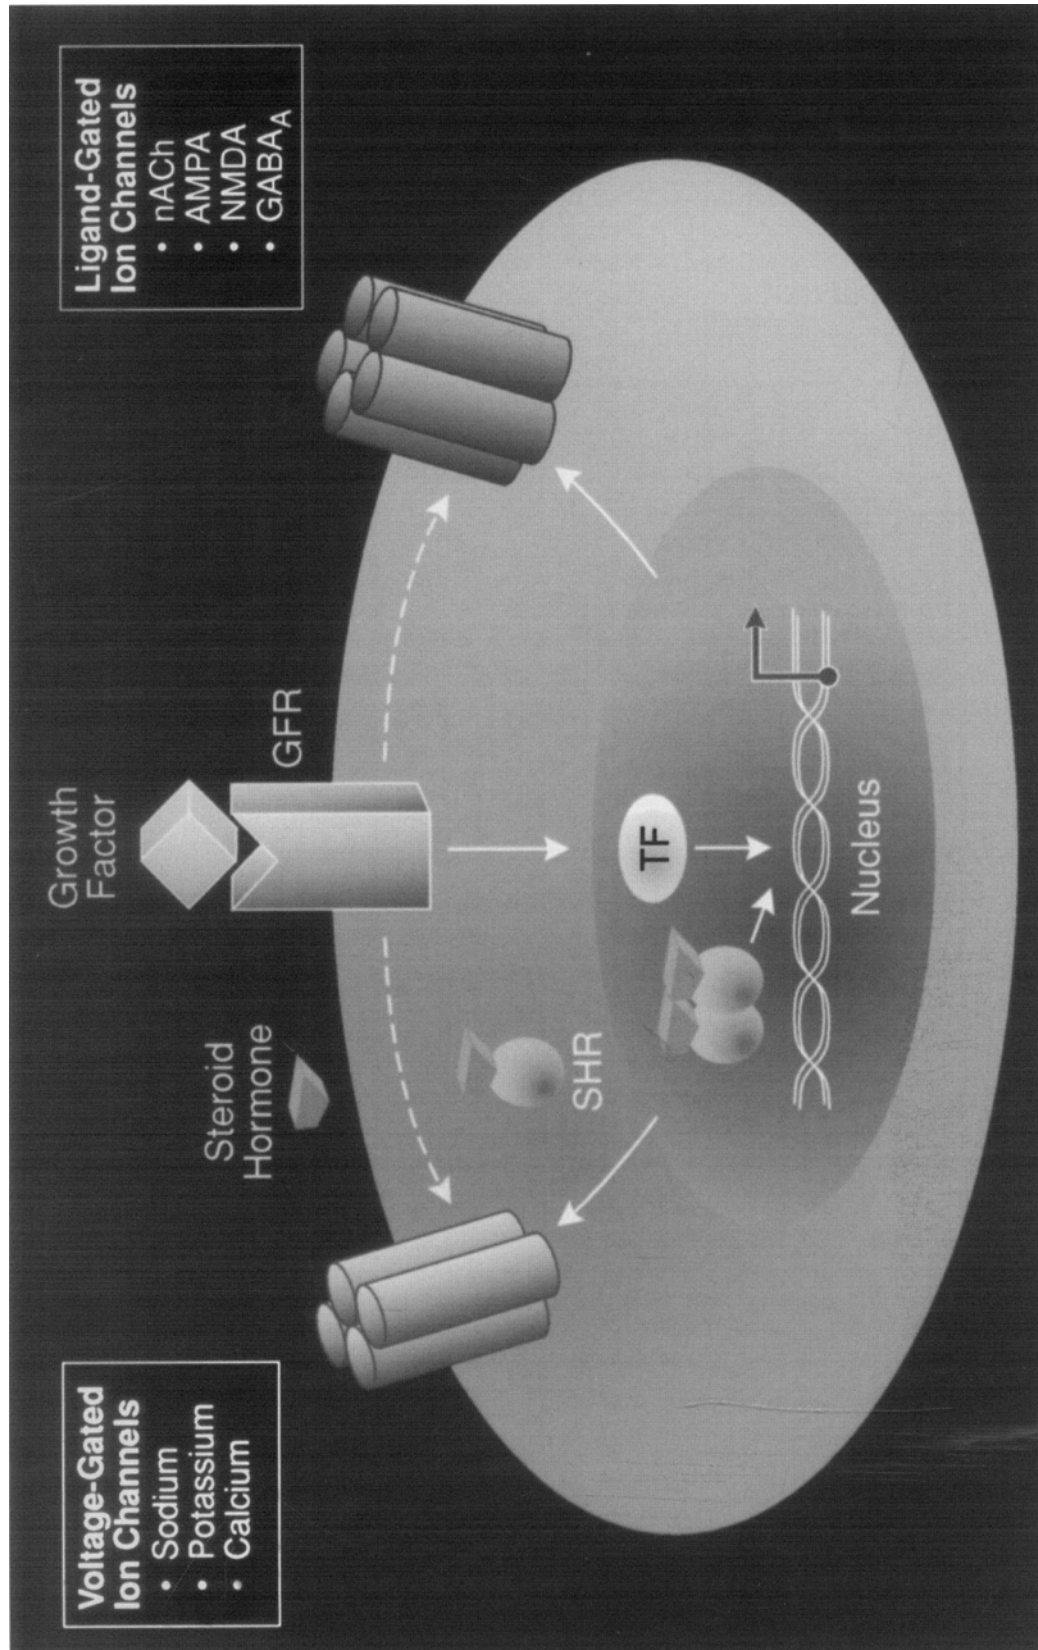 Voltage-Gated
Ion Channels
• Sodium
• Potassium
• Calcium
Steroid
Hormone
Growth
Factor
GFR
Ligand-Gated
Ion Channels
• nACh
• AMPA
• NMDA
• GABAA
SHR
TF
Nucleus